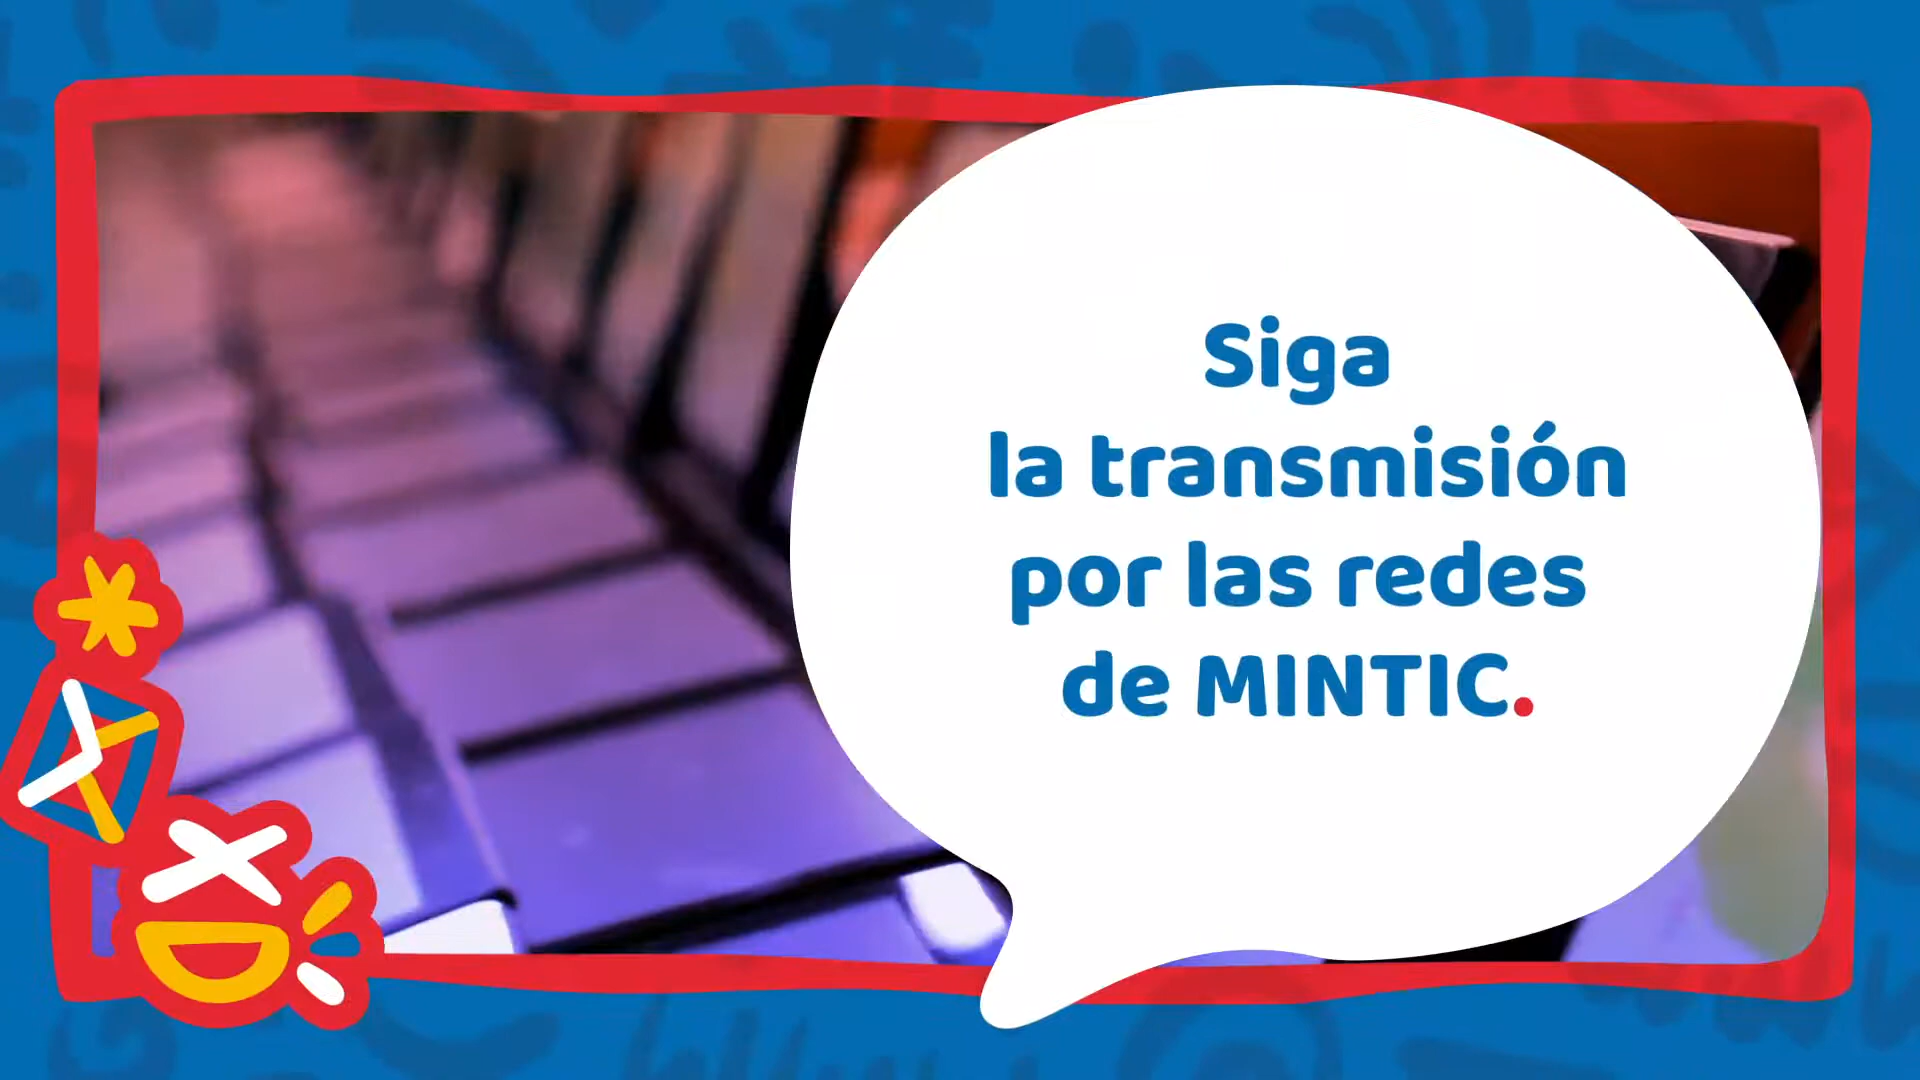 Siga
la transmisión
por las redes
de MINTIC.